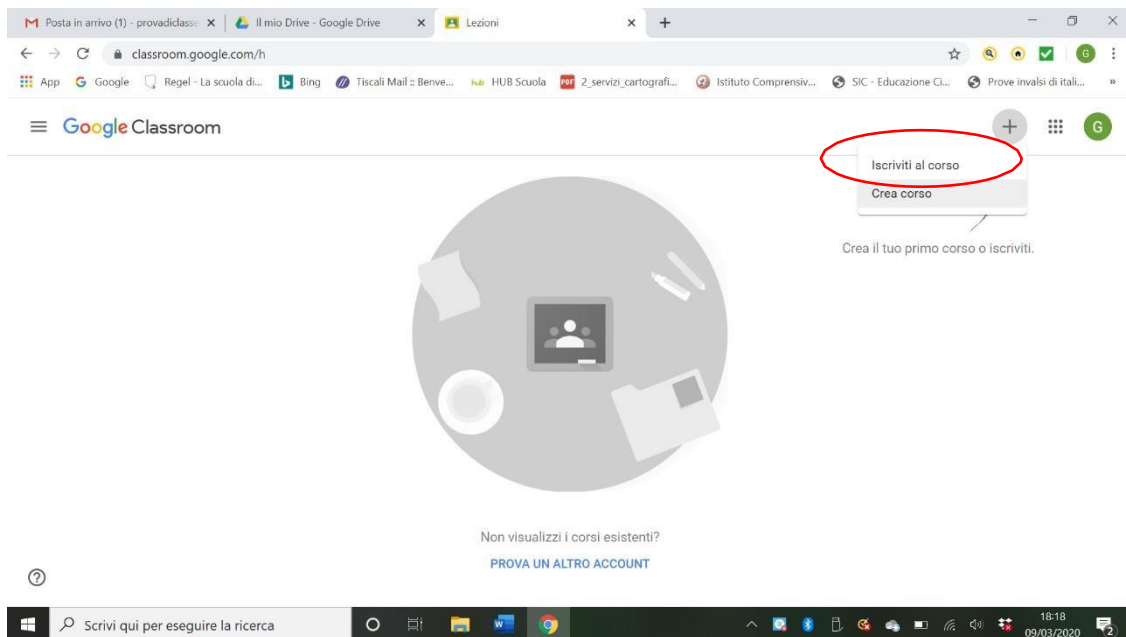 Posta in arrivo (1) - provadiclasse
Il mio Drive - Google Drive
Lezioni
classroom.google.com/h
G
App
Google
Regel - La scuola di...
Bing
Tiscali Mail :: Benve...
HUB Scuola
2_servizi_cartografi...
Istituto Comprensiv...
SIC - Educazione Ci...
Prove invalsi di itali...
Google Classroom
G
Iscriviti al corso
Crea corso
Crea il tuo primo corso o iscriviti.
Non visualizzi i corsi esistenti?
PROVA UN ALTRO ACCOUNT
Scrivi qui per eseguire la ricerca
18:18
09/03/2020
2